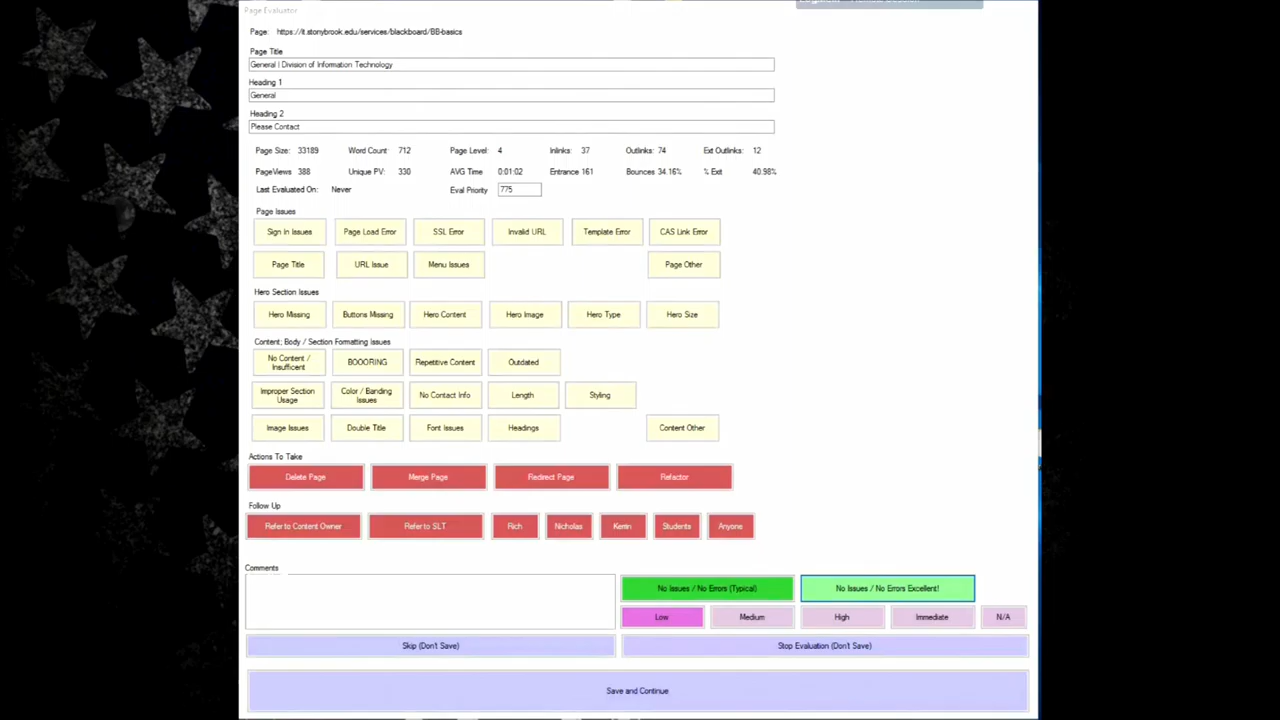 Page Evaluator
Page: https://it.stonybrook.edu/services/blackboard/BB-basics
Page Title
General | Division of Information Technology
Heading 1
General
Heading 2
Please Contact
Page Size: 33189 Word Count: 712 Page Level: 4 Inlinks: 37 Outlinks: 74 Ext Outlinks: 12
PageViews 388 Unique PV: 330 AVG Time 0:01:02 Entrance 161 Bounces 34.16% % Exit 40.98%
Last Evaluated On: Never Eval Priority 775
Page Issues
Sign In Issues Page Load Error SSL Error Invalid URL Template Error CAS Link Error
Page Title URL Issue Menu Issues Page Other
Hero Section Issues
Hero Missing Buttons Missing Hero Content Hero Image Hero Type Hero Size
Content; Body / Section Formatting Issues
No Content / Insufficent BOOORING Repetitive Content Outdated
Improper Section Usage Color / Banding Issues No Contact Info Length Styling
Image Issues Double Title Font Issues Headings Content Other
Actions To Take
Delete Page Merge Page Redirect Page Refactor
Follow Up
Refer to Content Owner Refer to SLT Rich Nicholas Kerrin Students Anyone
Comments
No Issues / No Errors (Typical) No Issues / No Errors Excellent!
Low Medium High Immediate N/A
Skip (Don't Save) Stop Evaluation (Don't Save)
Save and Continue